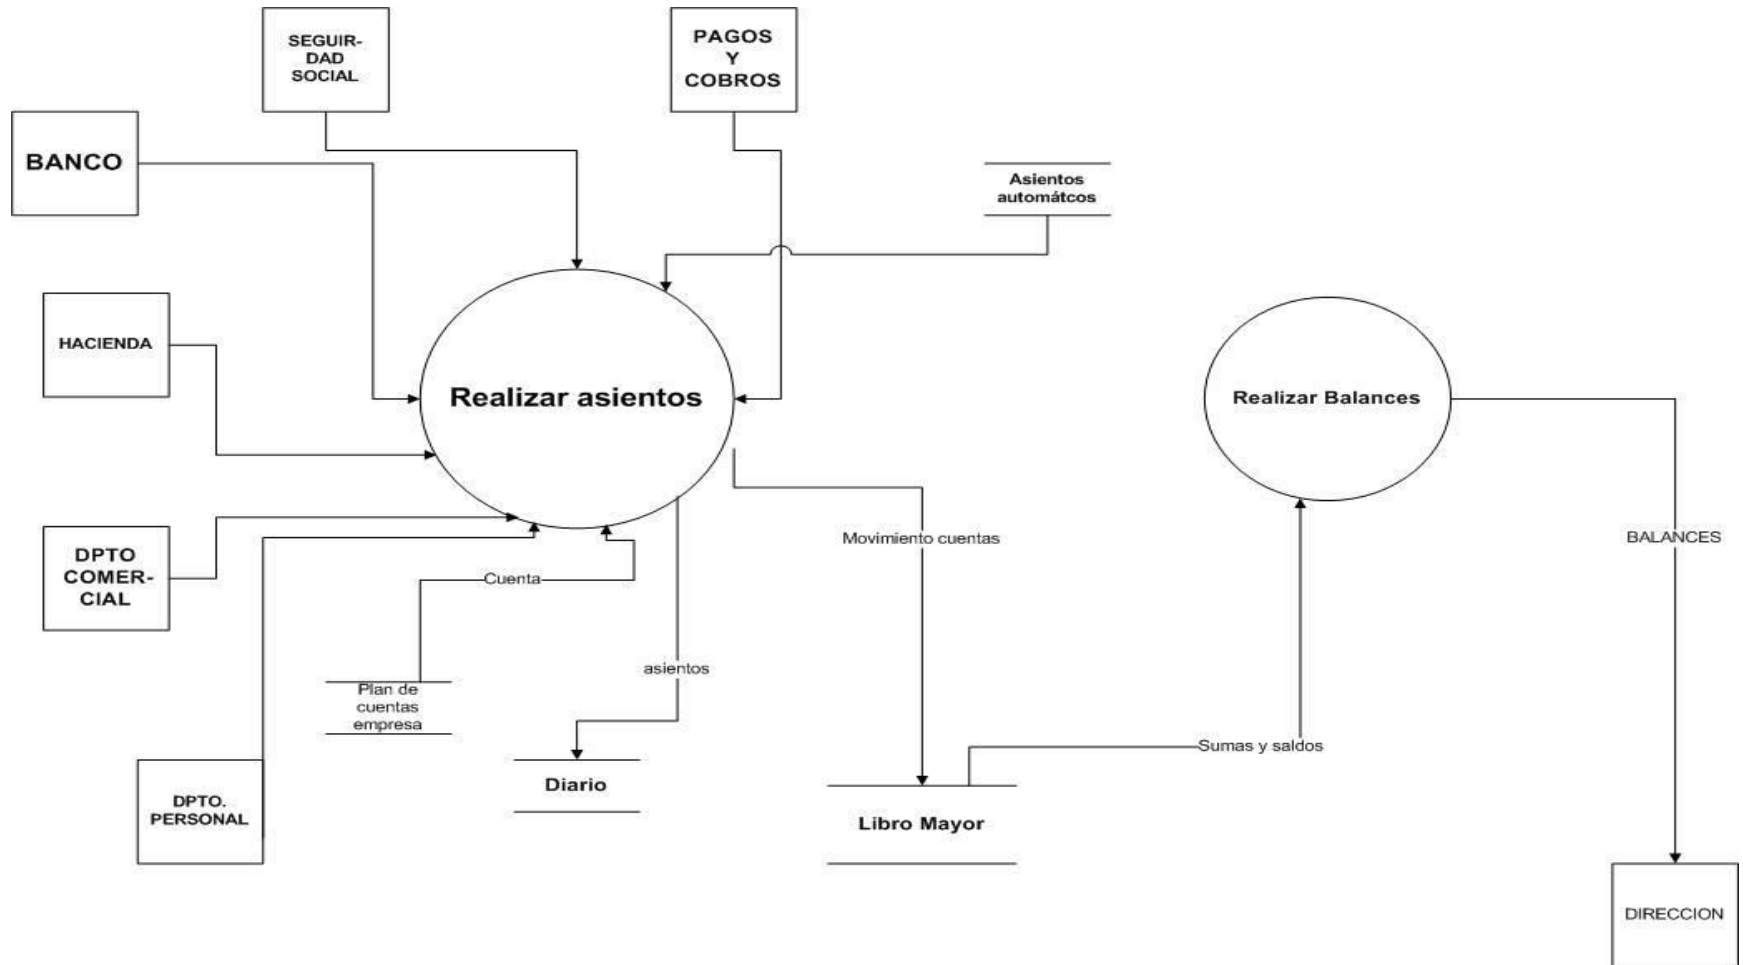 SEGUIR-
DAD
SOCIAL
PAGOS
Y
COBROS
BANCO
Asientos
automátcos
HACIENDA
Realizar asientos
Realizar Balances
DPTO
COMER-
CIAL
Movimiento cuentas
BALANCES
Cuenta
asientos
Plan de
cuentas
empresa
Sumas y saldos
Diario
DPTO.
PERSONAL
Libro Mayor
DIRECCION